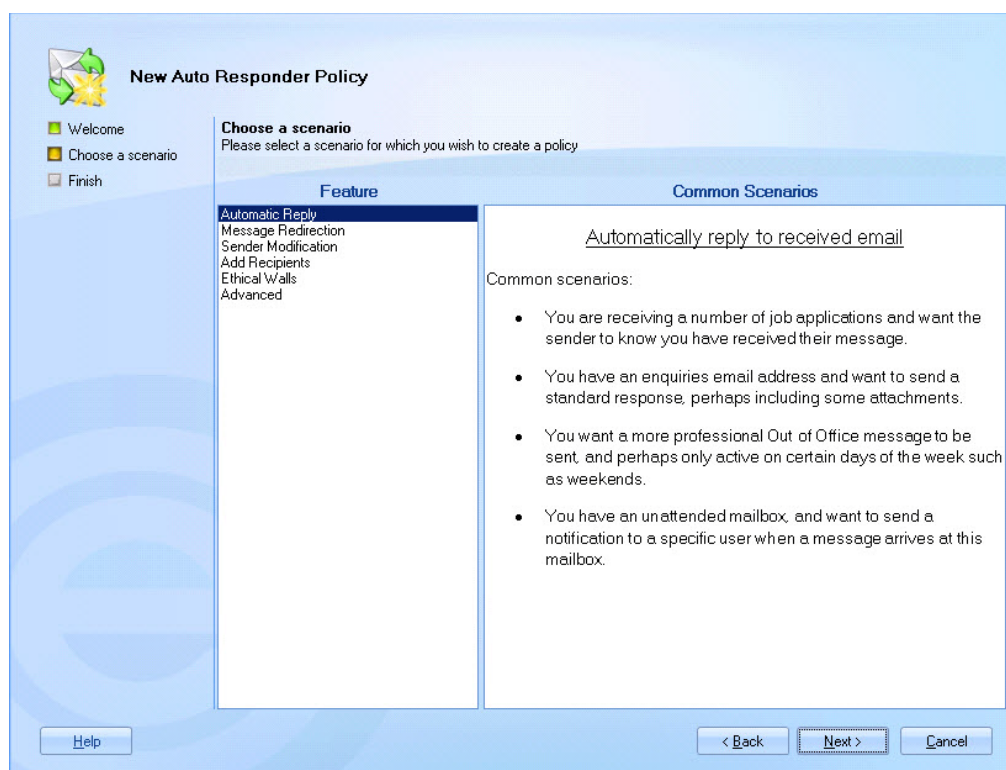 New Auto Responder Policy
Welcome
Choose a scenario
Finish
Choose a scenario
Please select a scenario for which you wish to create a policy
Feature
Automatic Reply
Message Redirection
Sender Modification
Add Recipients
Ethical Walls
Advanced
Common Scenarios
Automatically reply to received email
Common scenarios:
• You are receiving a number of job applications and want the
sender to know you have received their message.
• You have an enquiries email address and want to send a
standard response, perhaps including some attachments.
• You want a more professional Out of Office message to be
sent, and perhaps only active on certain days of the week such
as weekends.
• You have an unattended mailbox, and want to send a
notification to a specific user when a message arrives at this
mailbox.
Help
< Back
Next >
Cancel